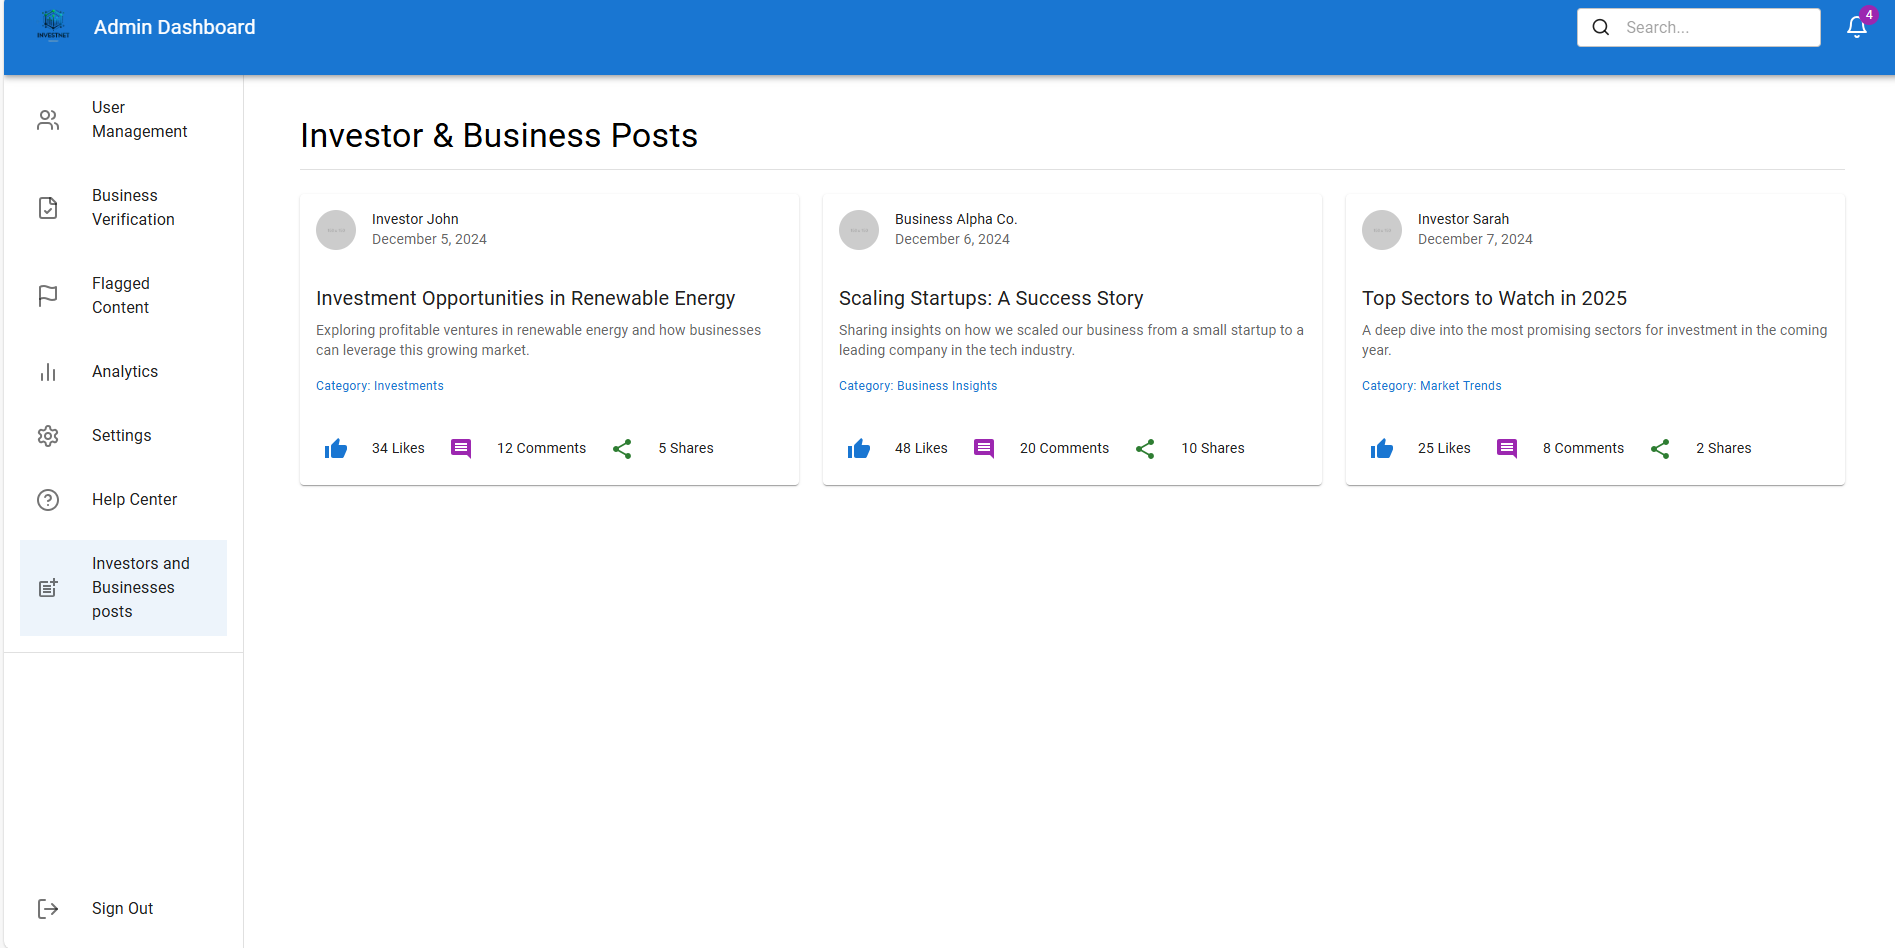 INVESTNET
Admin Dashboard
Search...
4
User
Management
Business
Verification
Flagged
Content
Analytics
Settings
Help Center
Investors and
Businesses
posts
Sign Out
Investor & Business Posts
Investor John
December 5, 2024
Investment Opportunities in Renewable Energy
Exploring profitable ventures in renewable energy and how businesses
can leverage this growing market.
Category: Investments
34 Likes 12 Comments 5 Shares
Business Alpha Co.
December 6, 2024
Scaling Startups: A Success Story
Sharing insights on how we scaled our business from a small startup to a
leading company in the tech industry.
Category: Business Insights
48 Likes 20 Comments 10 Shares
Investor Sarah
December 7, 2024
Top Sectors to Watch in 2025
A deep dive into the most promising sectors for investment in the coming
year.
Category: Market Trends
25 Likes 8 Comments 2 Shares